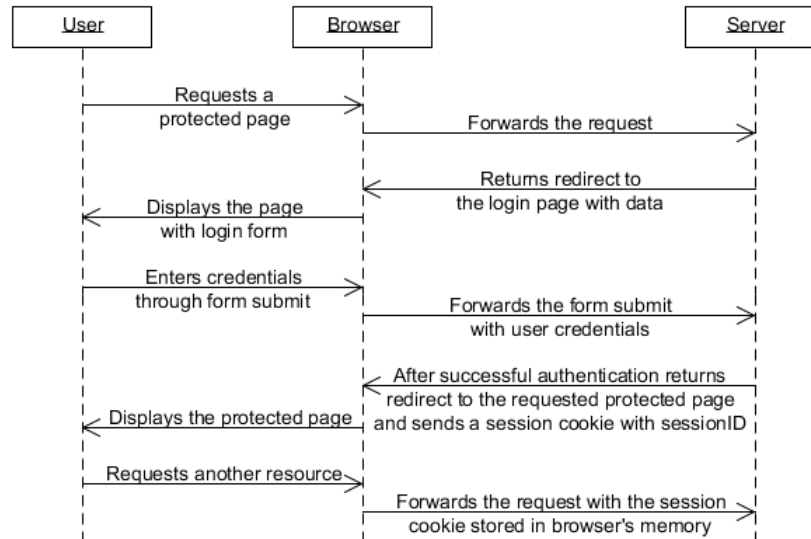 User
Browser
Server
Requests a
protected page
Forwards the request
Returns redirect to
the login page with data
Displays the page
with login form
Enters credentials
through form submit
Forwards the form submit
with user credentials
After successful authentication returns
redirect to the requested protected page
and sends a session cookie with sessionID
Displays the protected page
Requests another resource
Forwards the request with the session
cookie stored in browser's memory